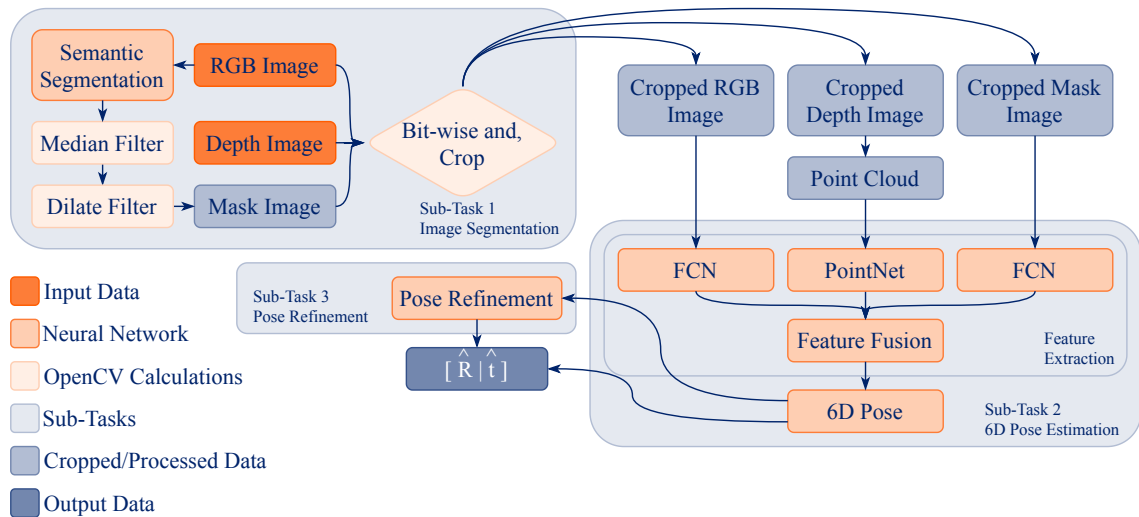 Semantic
Segmentation
RGB Image
Median Filter
Depth Image
Dilate Filter
Mask Image
Bit-wise and,
Crop
Sub-Task 1
Image Segmentation
Cropped RGB
Image
Cropped
Depth Image
Cropped Mask
Image
Point Cloud
FCN
PointNet
FCN
Feature Fusion
Feature
Extraction
6D Pose
Sub-Task 2
6D Pose Estimation
Sub-Task 3
Pose Refinement
Pose Refinement
[ R̂ | t̂ ]
Input Data
Neural Network
OpenCV Calculations
Sub-Tasks
Cropped/Processed Data
Output Data